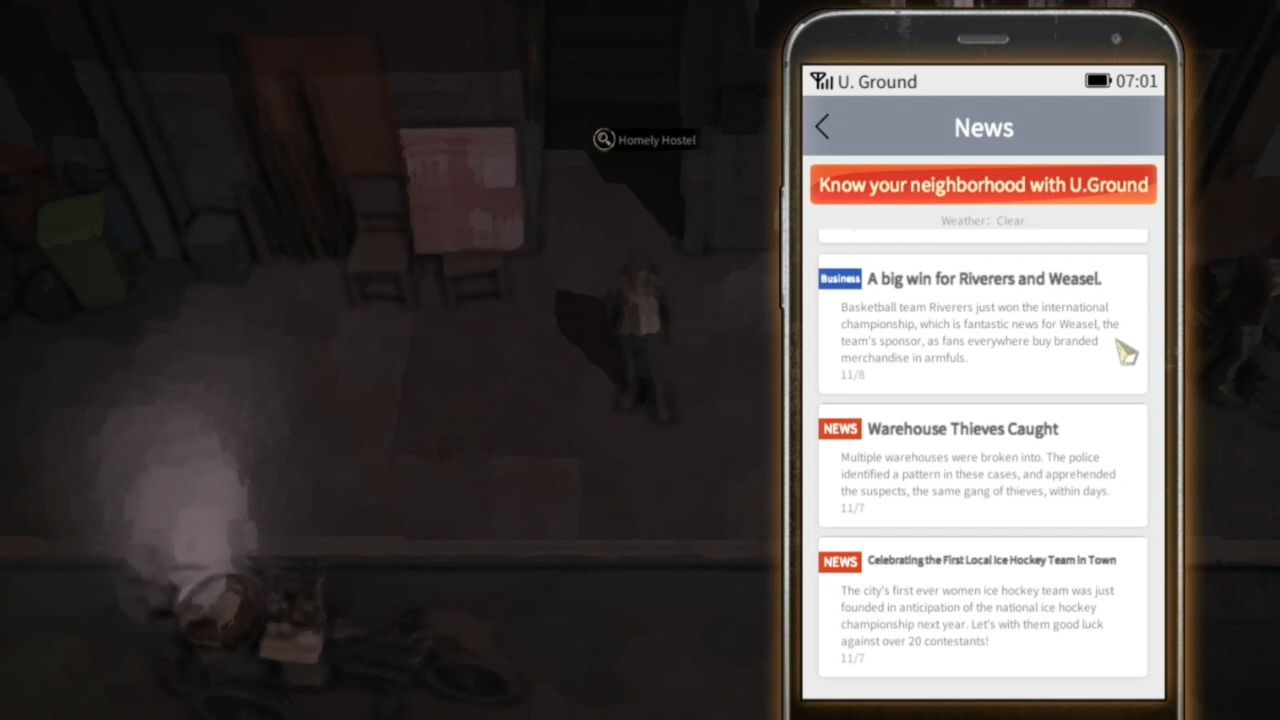 Homely Hostel
U. Ground
07:01
News
Know your neighborhood with U.Ground
Weather: Clear
Business
A big win for Riverers and Weasel.
Basketball team Riverers just won the international
championship, which is fantastic news for Weasel, the
team's sponsor, as fans everywhere buy branded
merchandise in armfuls.
11/8
NEWS
Warehouse Thieves Caught
Multiple warehouses were broken into. The police
identified a pattern in these cases, and apprehended
the suspects, the same gang of thieves, within days.
11/7
NEWS
Celebrating the First Local Ice Hockey Team in Town
The city's first ever women ice hockey team was just
founded in anticipation of the national ice hockey
championship next year. Let's with them good luck
against over 20 contestants!
11/7